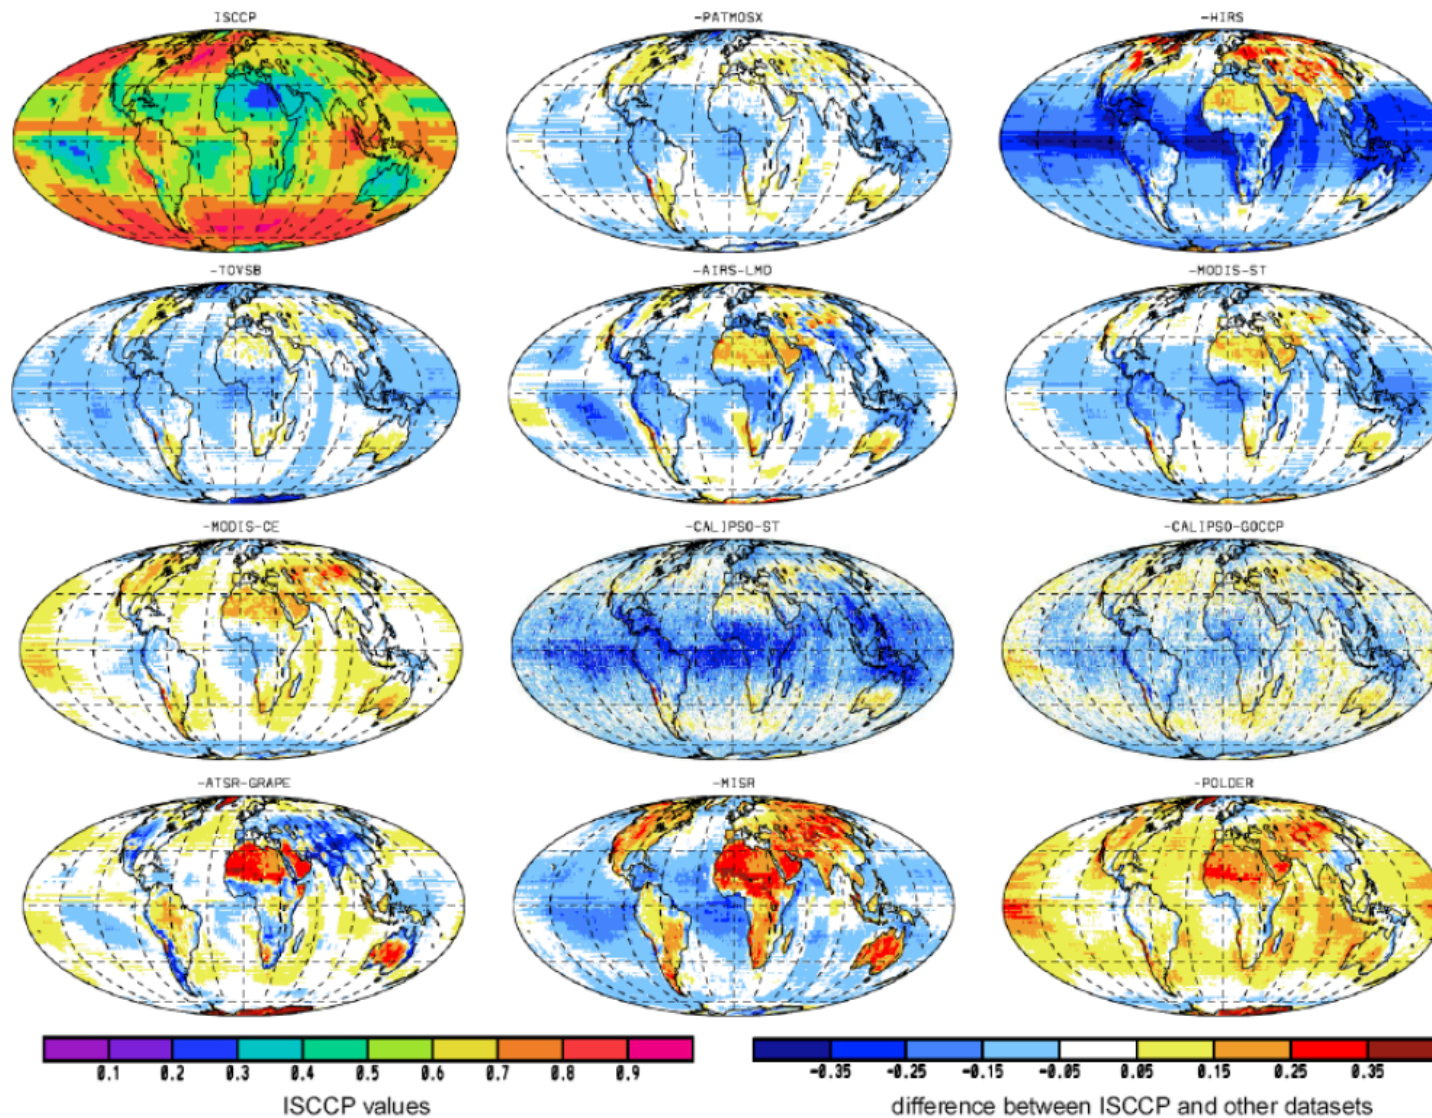 ISCCP
-PATMOSX
-HIRS
-TOVSB
-AIRS-LMD
-MODIS-ST
-MODIS-CE
-CALIPSO-ST
-CALIPSO-GOCCP
-ATSR-GRAPE
-MISR
-POLDER
0.1 0.2 0.3 0.4 0.5 0.6 0.7 0.8 0.9
-0.35 -0.25 -0.15 -0.05 0.05 0.15 0.25 0.35
ISCCP values
difference between ISCCP and other datasets